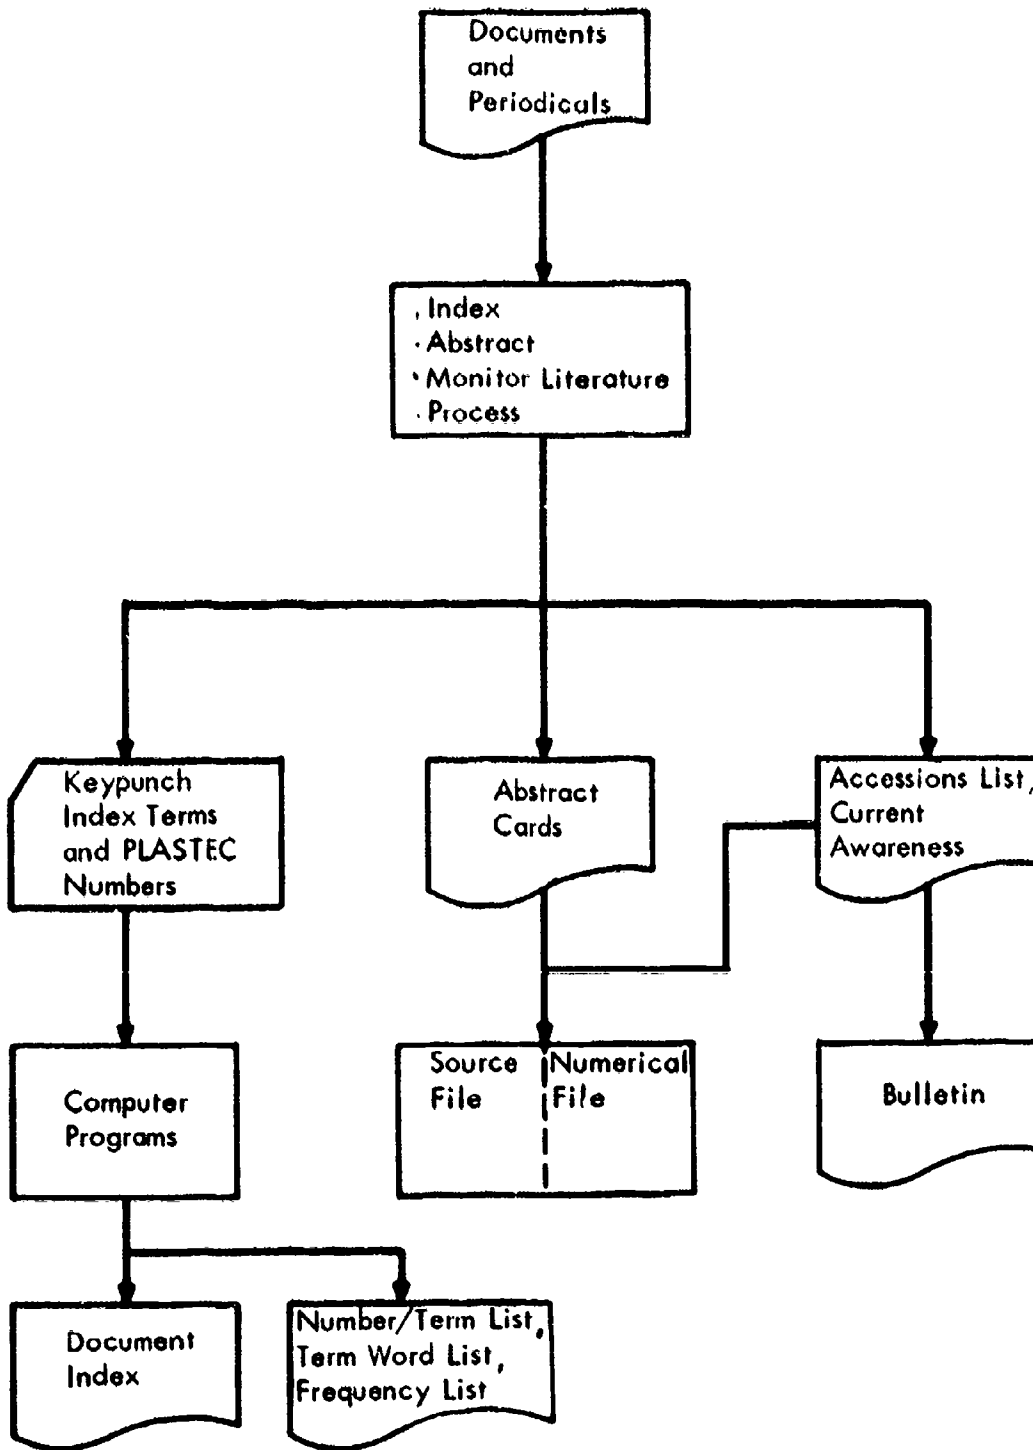 Documents
and
Periodicals
. Index
· Abstract
· Monitor Literature
. Process
Keypunch
Index Terms
and PLASTEC
Numbers
Abstract
Cards
Accessions List,
Current
Awareness
Computer
Programs
Source
File
Numerical
File
Bulletin
Document
Index
Number/Term List,
Term Word List,
Frequency List